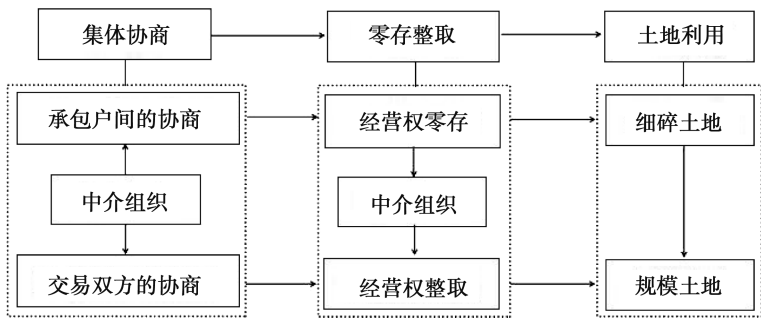 集体协商
零存整取
土地利用
承包户间的协商
经营权零存
细碎土地
中介组织
中介组织
交易双方的协商
经营权整取
规模土地